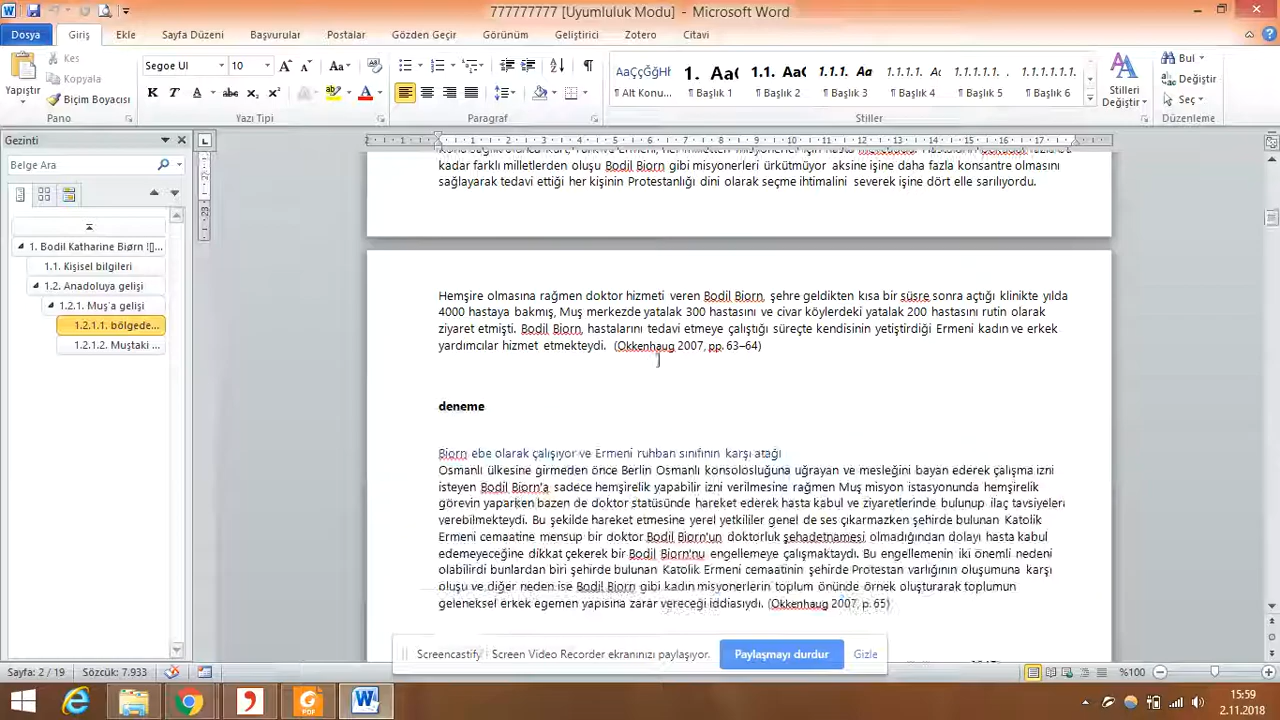 777777777 [Uyumluluk Modu] - Microsoft Word
Dosya Giriş Ekle Sayfa Düzeni Başvurular Postalar Gözden Geçir Görünüm Geliştirici Zotero Citavi
Yapıştır
Kes
Kopyala
Biçim Boyacısı
Pano
Segoe UI 10
Yazı Tipi
Paragraf
AaÇçĞğHł 1. AaÇ 1.1. AaÇ 1.1.1. Aa 1.1.1.1. Aa 1.1.1.1.1. 1.1.1.1.1.1.
¶ Alt Konu... ¶ Başlık 1 ¶ Başlık 2 ¶ Başlık 3 ¶ Başlık 4 ¶ Başlık 5 ¶ Başlık 6
Stiller
Stilleri Değiştir
Bul
Değiştir
Seç
Düzenleme
Gezinti
Belge Ara
1. Bodil Katharine Biørn ![]...
1.1. Kişisel bilgileri
1.2. Anadoluya gelişi
1.2.1. Muş'a gelişi
1.2.1.1. bölgede...
1.2.1.2. Muştaki ...
kadar farklı milletlerden oluşu Bodil Biorn gibi misyonerleri ürkütmüyor aksine işine daha fazla konsantre olmasını
sağlayarak tedavi ettiği her kişinin Protestanlığı dini olarak seçme ihtimalini severek işine dört elle sarılıyordu.
Hemşire olmasına rağmen doktor hizmeti veren Bodil Biorn, şehre geldikten kısa bir süsre sonra açtığı klinikte yılda
4000 hastaya bakmış, Muş merkezde yatalak 300 hastasını ve civar köylerdeki yatalak 200 hastasını rutin olarak
ziyaret etmişti. Bodil Biorn, hastalarını tedavi etmeye çalıştığı süreçte kendisinin yetiştirdiği Ermeni kadın ve erkek
yardımcılar hizmet etmekteydi. (Okkenhaug 2007, pp. 63–64)
deneme
Biorn ebe olarak çalışıyor ve Ermeni ruhban sınıfının karşı atağı
Osmanlı ülkesine girmeden önce Berlin Osmanlı konsolosluğuna uğrayan ve mesleğini bayan ederek çalışma izni
isteyen Bodil Biorn'a sadece hemşirelik yapabilir izni verilmesine rağmen Muş misyon istasyonunda hemşirelik
görevin yaparken bazen de doktor statüsünde hareket ederek hasta kabul ve ziyaretlerinde bulunup ilaç tavsiyeleri
verebilmekteydi. Bu şekilde hareket etmesine yerel yetkililer genel de ses çıkarmazken şehirde bulunan Katolik
Ermeni cemaatine mensup bir doktor Bodil Biorn'un doktorluk şehadetnamesi olmadığından dolayı hasta kabul
edemeyeceğine dikkat çekerek bir Bodil Biorn'nu engellemeye çalışmaktaydı. Bu engellemenin iki önemli nedeni
olabilirdi bunlardan biri şehirde bulunan Katolik Ermeni cemaatinin şehirde Protestan varlığının oluşumuna karşı
oluşu ve diğer neden ise Bodil Biorn gibi kadın misyonerlerin toplum önünde örnek oluşturarak toplumun
geleneksel erkek egemen yapısına zarar vereceği iddiasıydı. (Okkenhaug 2007, p. 65)
Screencastify - Screen Video Recorder ekranınızı paylaşıyor. Paylaşmayı durdur Gizle
Sayfa: 2 / 19 Sözcük: 7.933 %100
15:59
2.11.2018